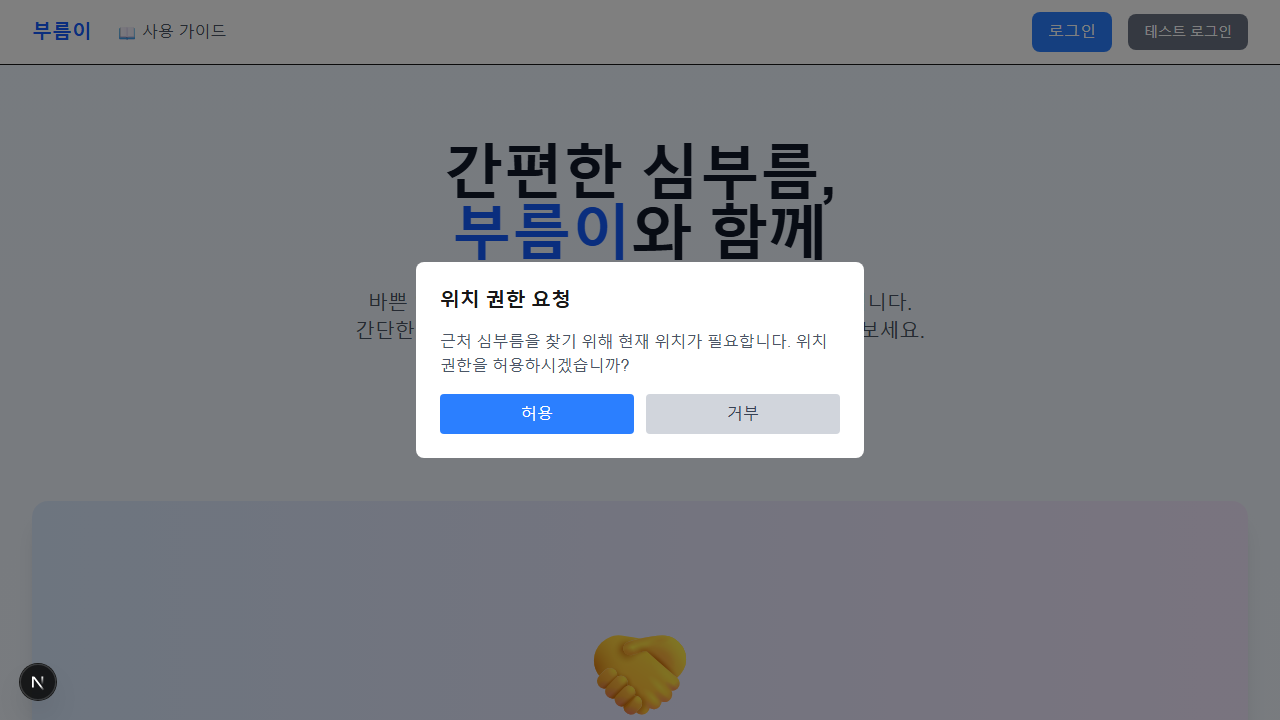 부름이
📖 사용 가이드
로그인
테스트 로그인
간편한 심부름,
부름이와 함께
바쁜
니다.
간단한
보세요.
위치 권한 요청
근처 심부름을 찾기 위해 현재 위치가 필요합니다. 위치
권한을 허용하시겠습니까?
허용
거부
N